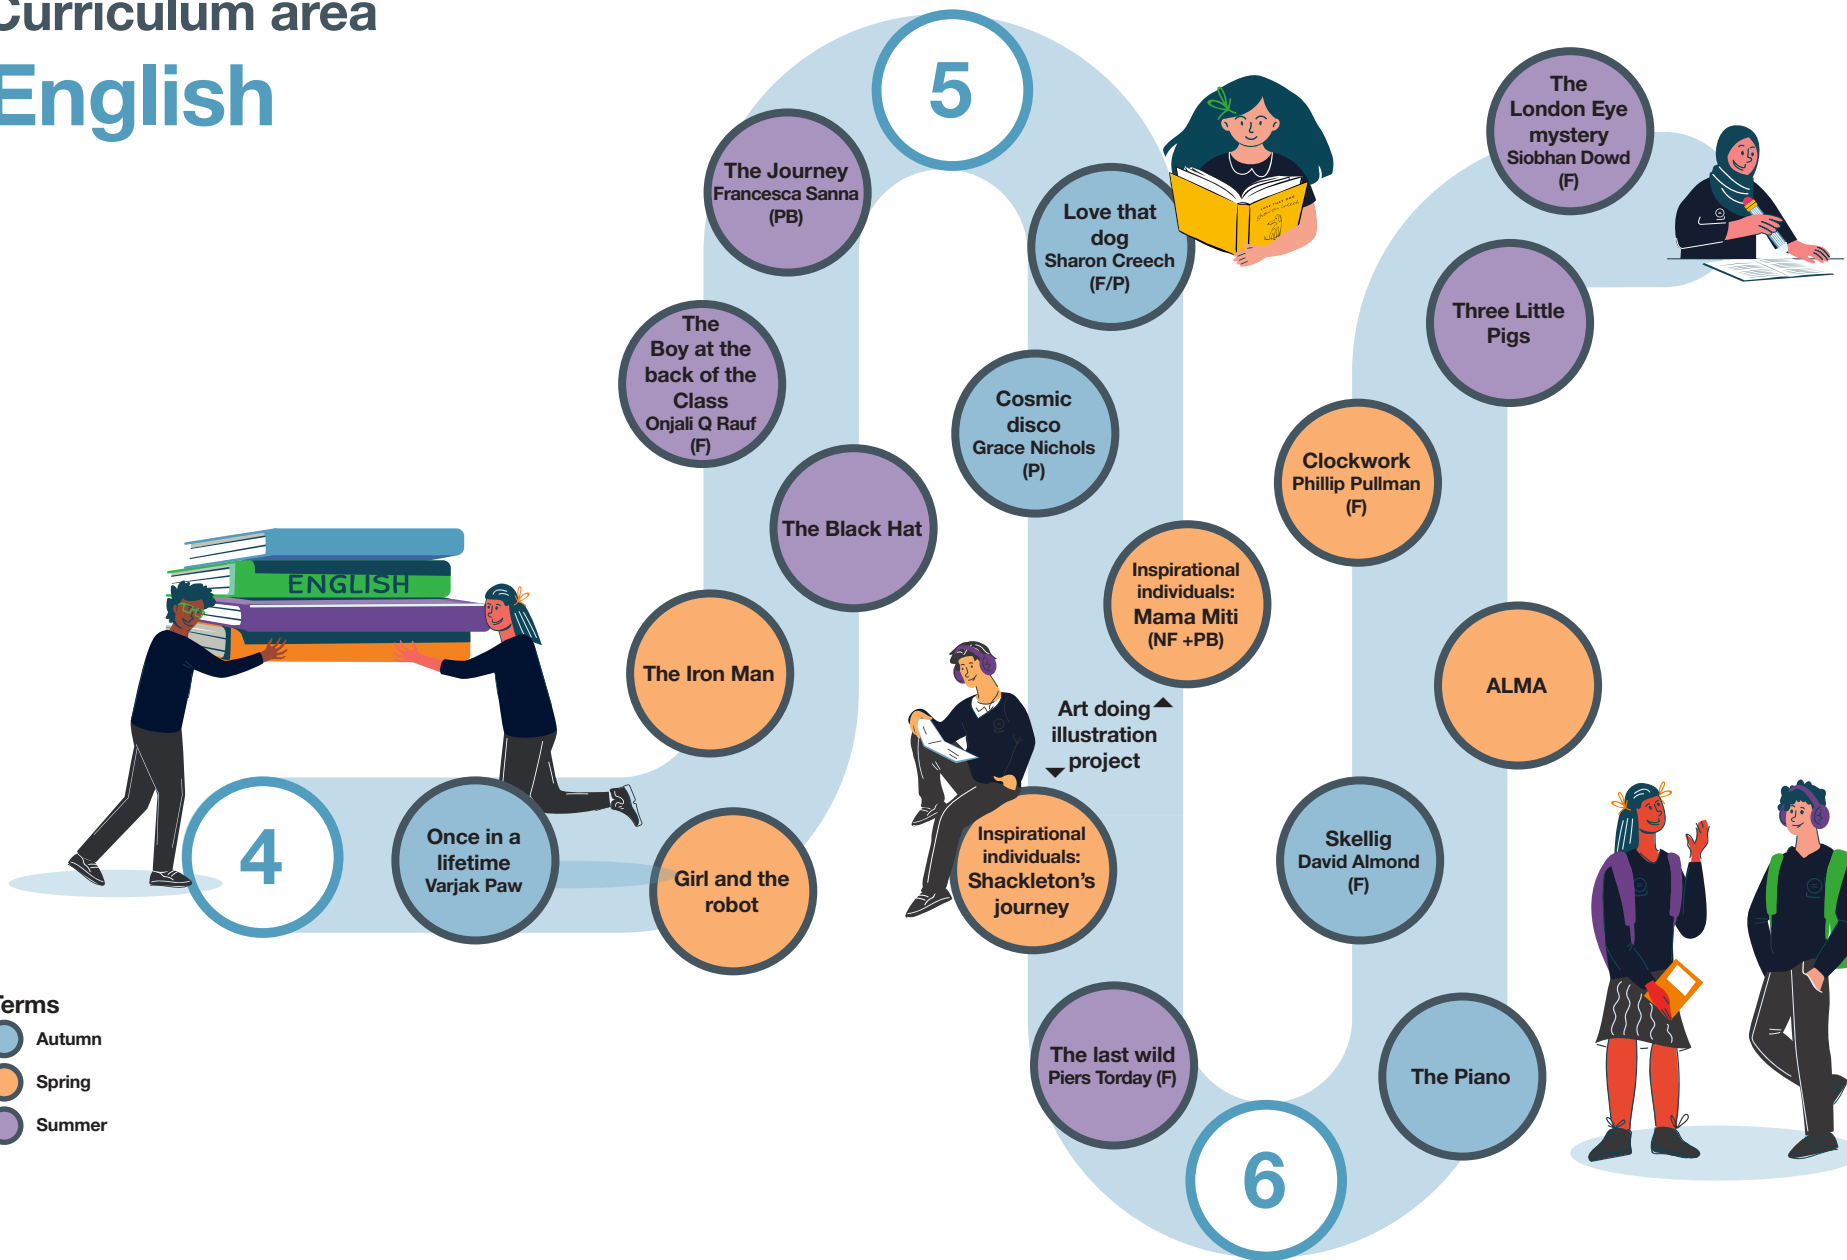 Curriculum area
English
5
The Journey
Francesca Sanna
(PB)
Love that
dog
Sharon Creech
(F/P)
The
London Eye
mystery
Siobhan Dowd
(F)
The
Boy at the
back of the
Class
Onjali Q Rauf
(F)
Cosmic
disco
Grace Nichols
(P)
Three Little
Pigs
Clockwork
Phillip Pullman
(F)
The Black Hat
ENGLISH
Inspirational
individuals:
Mama Miti
(NF +PB)
The Iron Man
ALMA
Art doing
illustration
project
4
Once in a
lifetime
Varjak Paw
Girl and the
robot
Inspirational
individuals:
Shackleton's
journey
Skellig
David Almond
(F)
The last wild
Piers Torday (F)
The Piano
6
Terms
Autumn
Spring
Summer